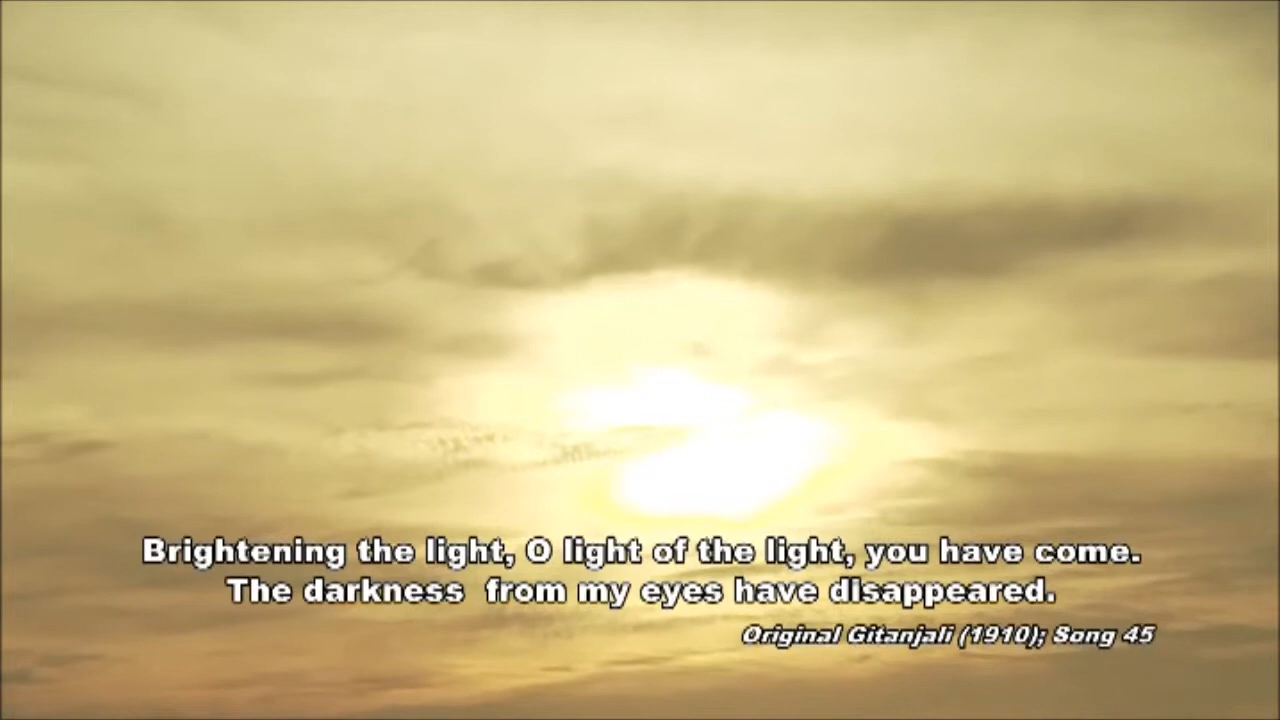 Brightening the light, O light of the light, you have come.
The darkness  from my eyes have disappeared.
Original Gitanjali (1910); Song 45